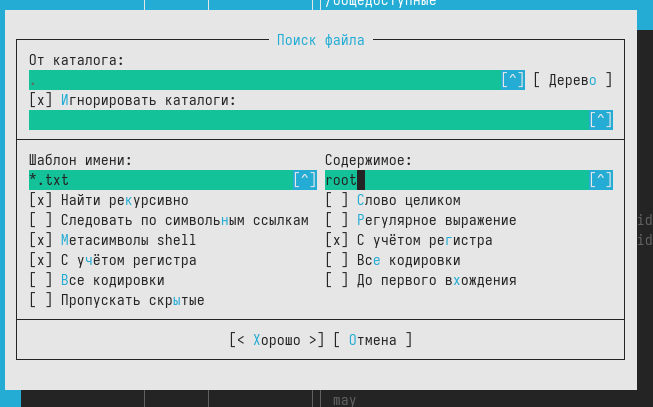 /общедоступные
Поиск файла
От каталога:
. [^] [ Дерево ]
[x] Игнорировать каталоги:
[^]
Шаблон имени: Содержимое:
*.txt [^] root [^]
[x] Найти рекурсивно [ ] Слово целиком
[ ] Следовать по символьным ссылкам [ ] Регулярное выражение
[x] Метасимволы shell [x] С учётом регистра
[x] С учётом регистра [ ] Все кодировки
[ ] Все кодировки [ ] До первого вхождения
[ ] Пропускать скрытые
[< Хорошо >] [ Отмена ]
may